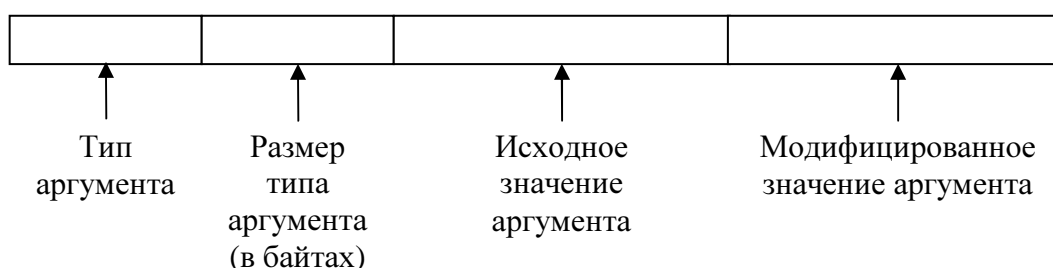 Тип
аргумента
Размер
типа
аргумента
(в байтах)
Исходное
значение
аргумента
Модифицированное
значение аргумента